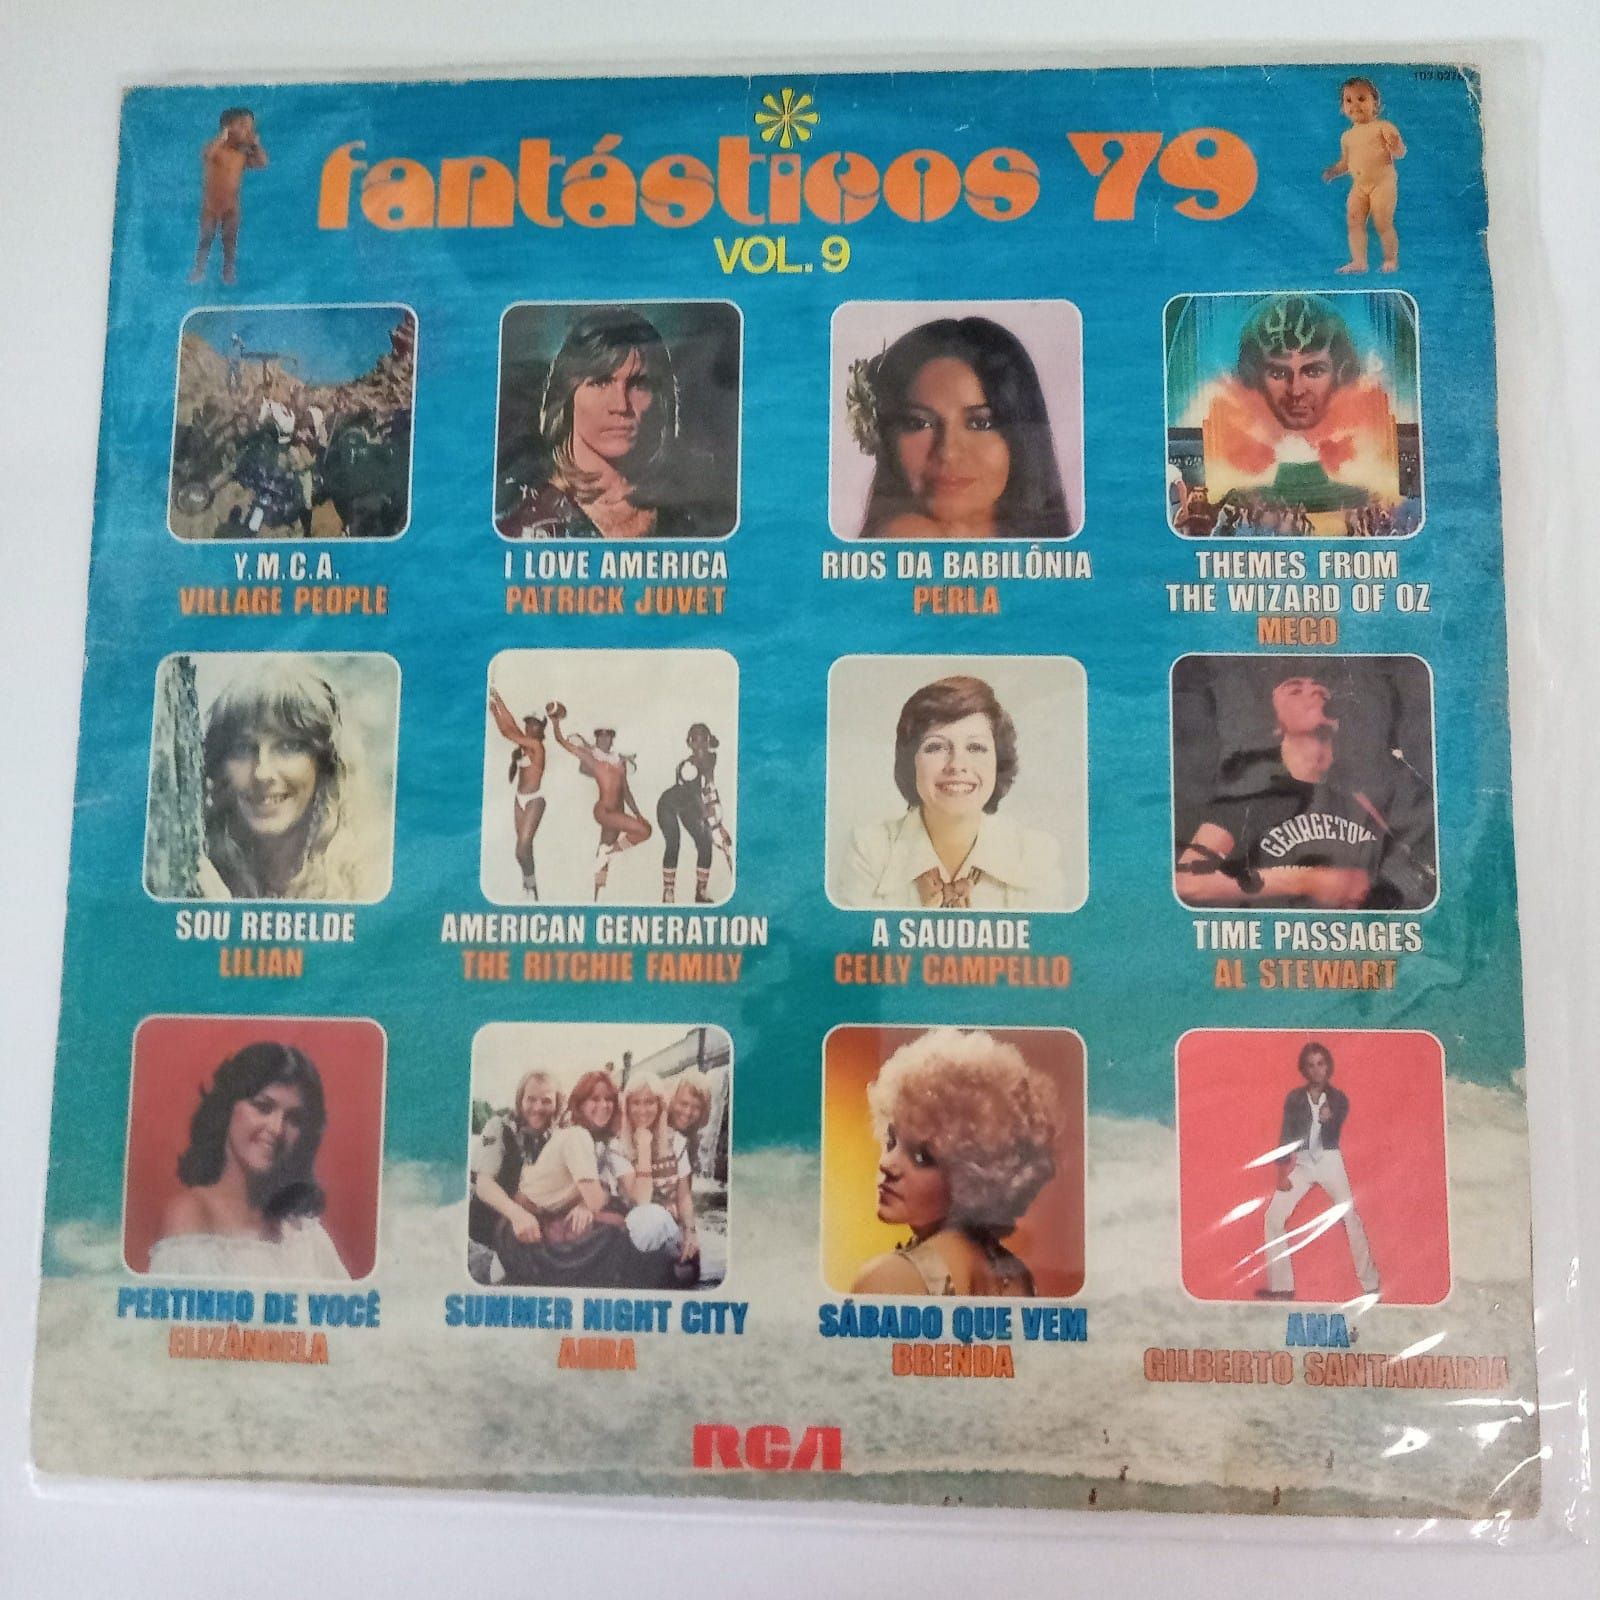 fantásticos 79
VOL. 9
Y.M.C.A.
VILLAGE PEOPLE
I LOVE AMERICA
PATRICK JUVET
RIOS DA BABILÔNIA
PERLA
THEMES FROM
THE WIZARD OF OZ
MECO
SOU REBELDE
LILIAN
AMERICAN GENERATION
THE RITCHIE FAMILY
A SAUDADE
CELLY CAMPELLO
TIME PASSAGES
AL STEWART
PERTINHO DE VOCÊ
ELIZÂNGELA
SUMMER NIGHT CITY
ABBA
SÁBADO QUE VEM
BRENDA
ANA
GILBERTO SANTAMARIA
RCA